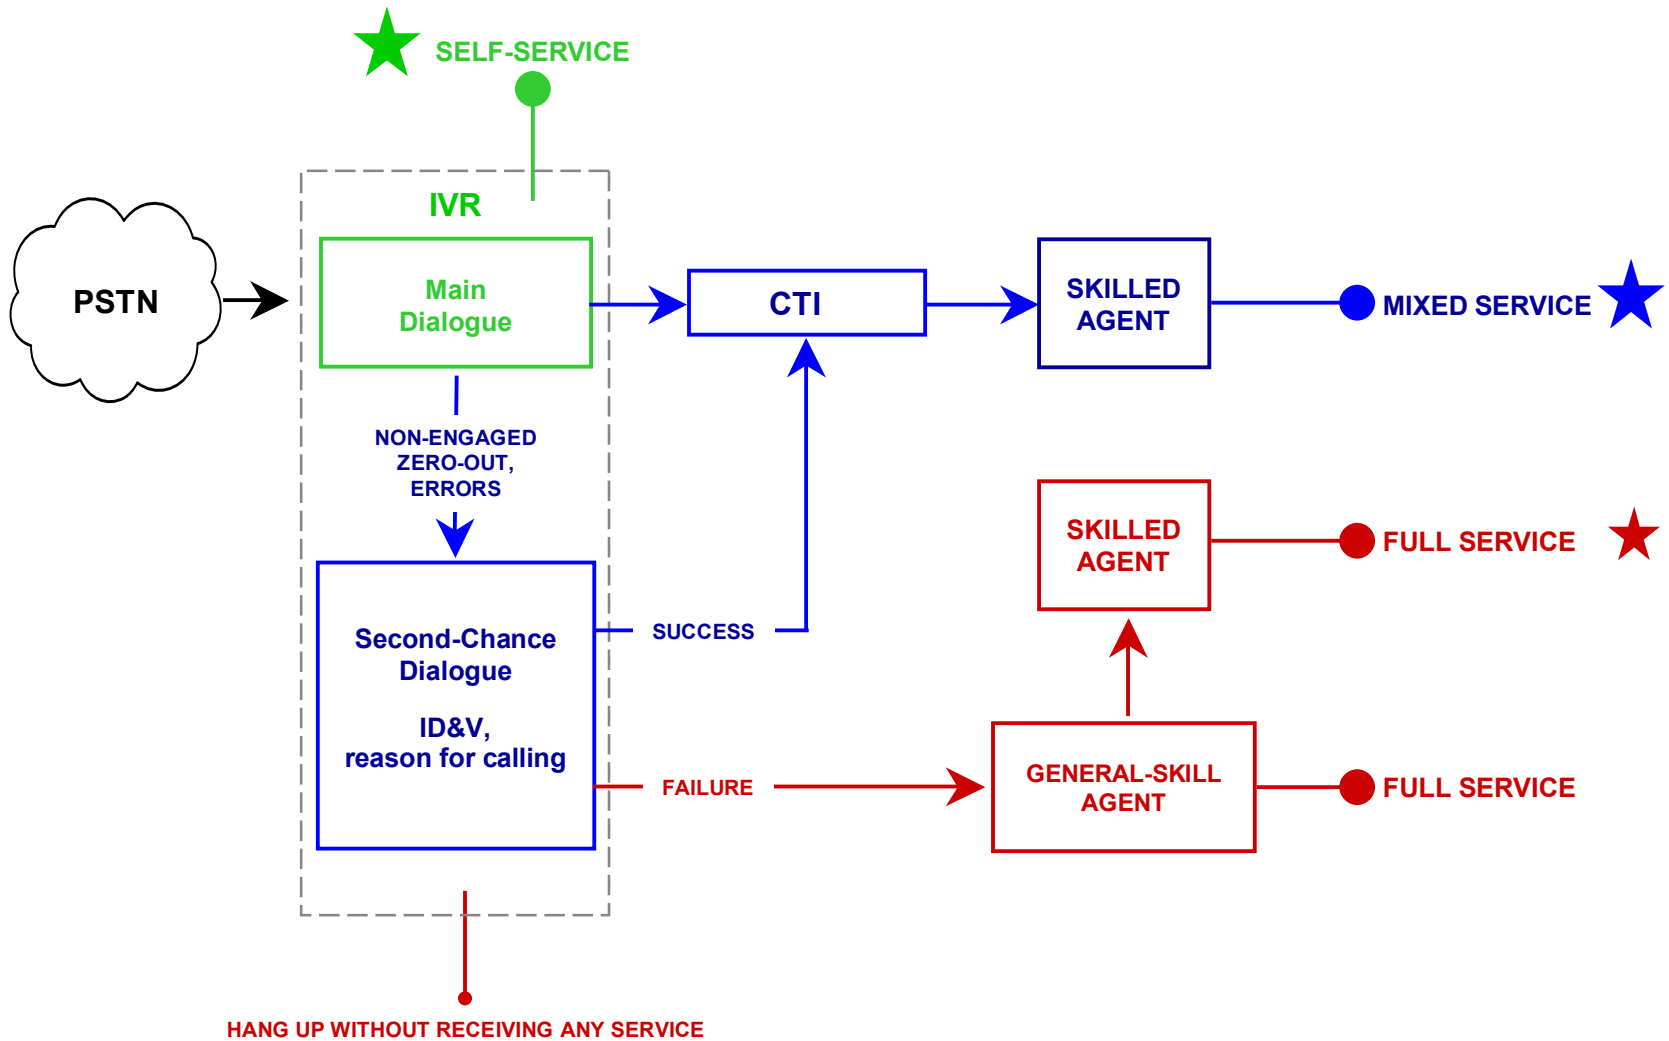 SELF-SERVICE
IVR
PSTN
Main
Dialogue
CTI
SKILLED
AGENT
MIXED SERVICE
NON-ENGAGED
ZERO-OUT,
ERRORS
SKILLED
AGENT
FULL SERVICE
Second-Chance
Dialogue
ID&V,
reason for calling
SUCCESS
FAILURE
GENERAL-SKILL
AGENT
FULL SERVICE
HANG UP WITHOUT RECEIVING ANY SERVICE